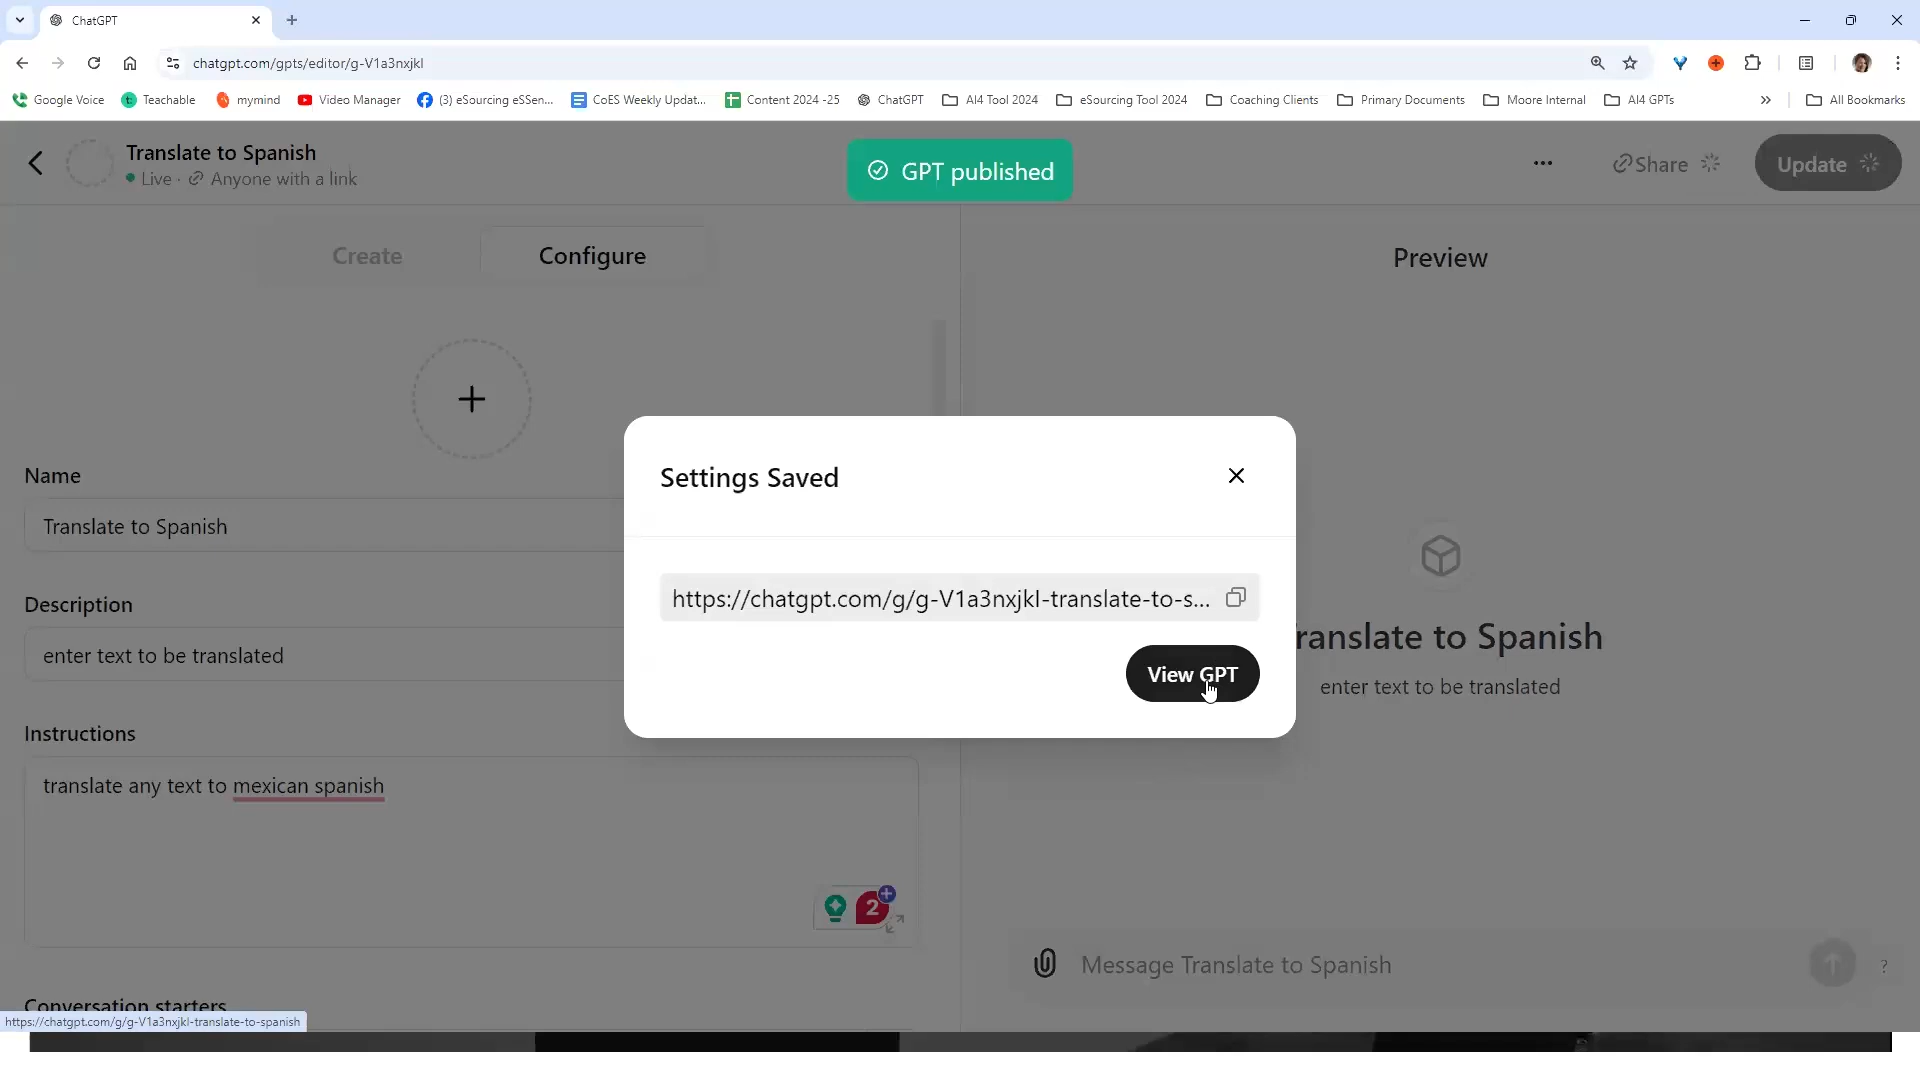 ChatGPT
chatgpt.com/gpts/editor/g-V1a3nxjkl
Google Voice
Teachable
mymind
Video Manager
(3) eSourcing eSSen...
CoES Weekly Updat...
Content 2024 -25
ChatGPT
AI4 Tool 2024
eSourcing Tool 2024
Coaching Clients
Primary Documents
Moore Internal
AI4 GPTs
»
All Bookmarks
Translate to Spanish
Live · Anyone with a link
GPT published
Share
Update
Create
Configure
Preview
Name
Translate to Spanish
Description
enter text to be translated
Instructions
translate any text to mexican spanish
2
Conversation starters
Settings Saved
https://chatgpt.com/g/g-V1a3nxjkl-translate-to-s...
View GPT
ranslate to Spanish
enter text to be translated
Message Translate to Spanish
?
https://chatgpt.com/g/g-V1a3nxjkl-translate-to-spanish